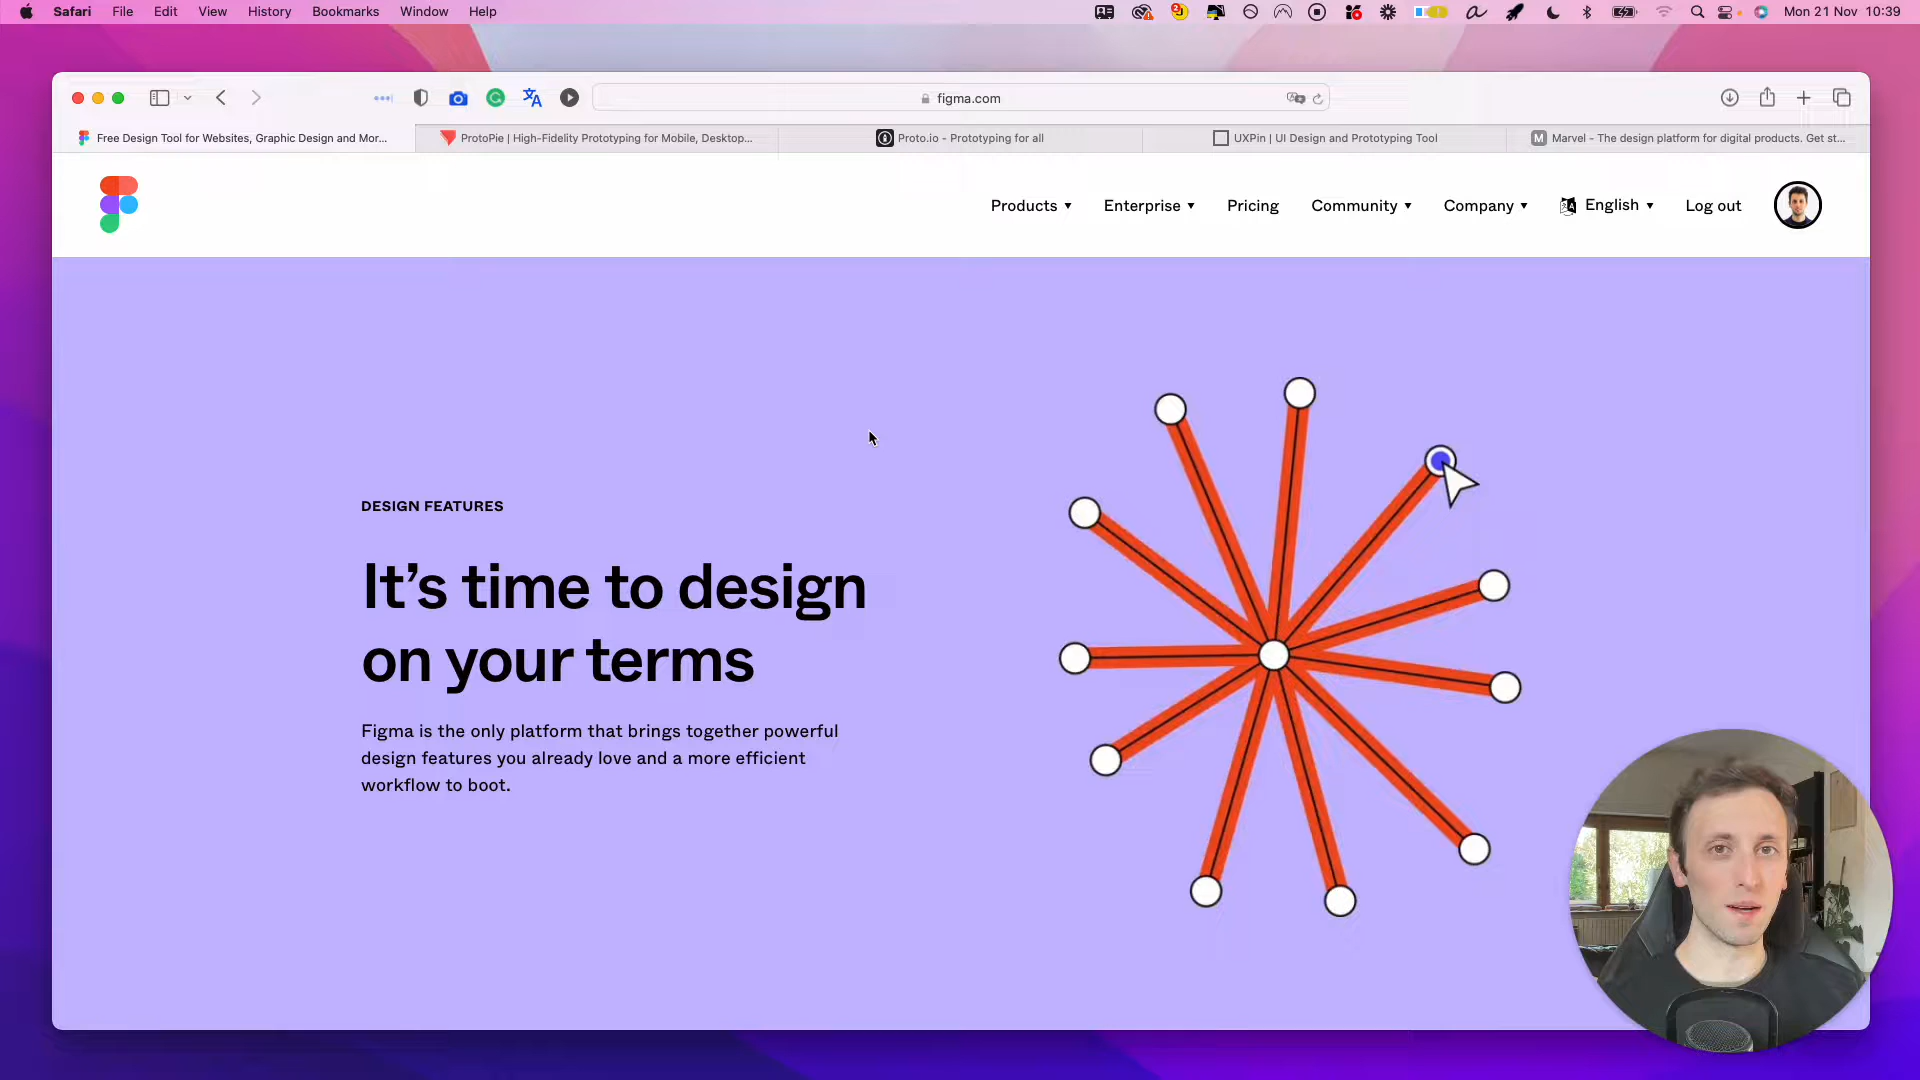 Safari File Edit View History Bookmarks Window Help Mon 21 Nov 10:39
figma.com
Free Design Tool for Websites, Graphic Design and Mor...
ProtoPie | High-Fidelity Prototyping for Mobile, Desktop...
Proto.io - Prototyping for all
UXPin | UI Design and Prototyping Tool
M Marvel - The design platform for digital products. Get st...
Products Enterprise Pricing Community Company English Log out
DESIGN FEATURES
It’s time to design
on your terms
Figma is the only platform that brings together powerful
design features you already love and a more efficient
workflow to boot.